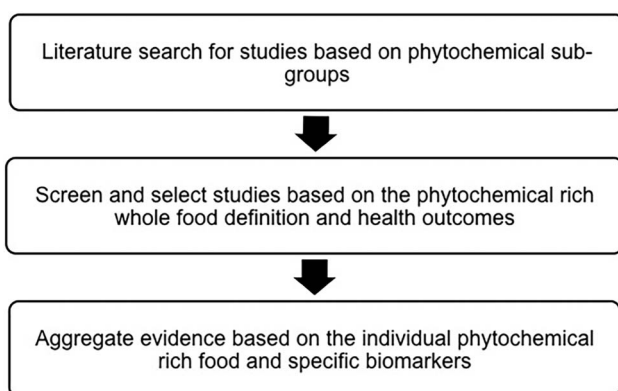 Literature search for studies based on phytochemical sub-
groups
Screen and select studies based on the phytochemical rich
whole food definition and health outcomes
Aggregate evidence based on the individual phytochemical
rich food and specific biomarkers